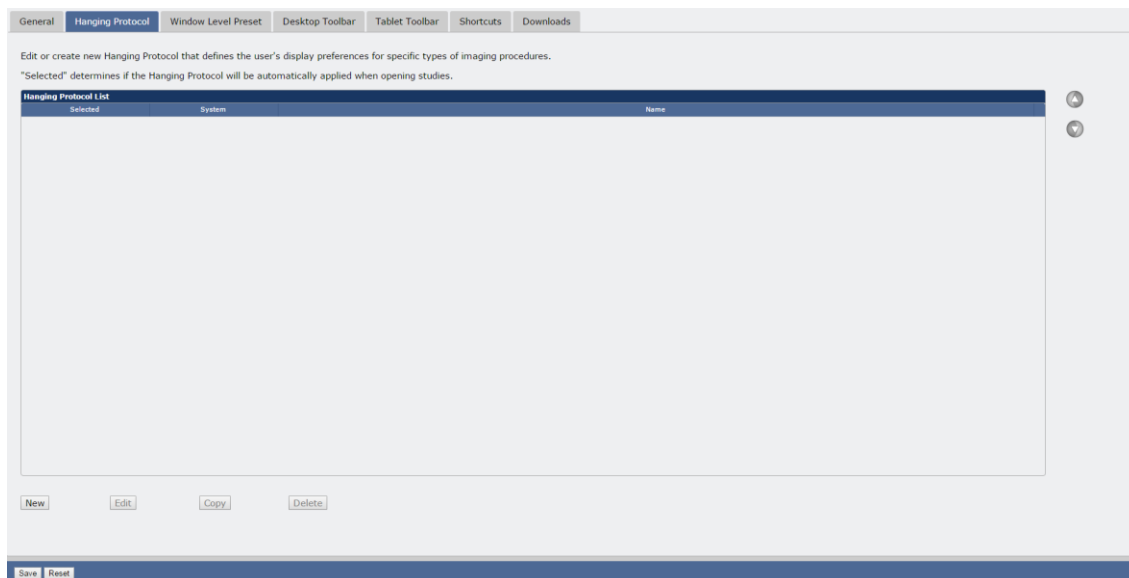 General Hanging Protocol Window Level Preset Desktop Toolbar Tablet Toolbar Shortcuts Downloads
Edit or create new Hanging Protocol that defines the user's display preferences for specific types of imaging procedures.
"Selected" determines if the Hanging Protocol will be automatically applied when opening studies.
Hanging Protocol List
Selected System Name
New Edit Copy Delete
Save Reset